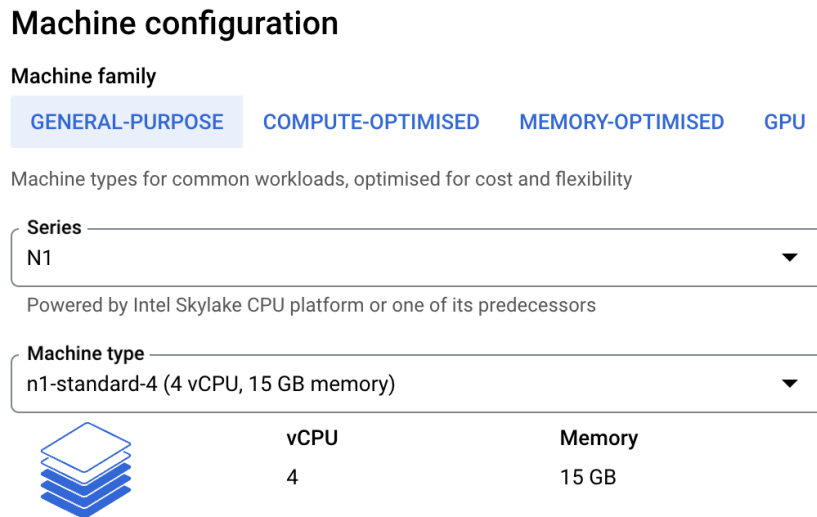 Machine configuration
Machine family
GENERAL-PURPOSE COMPUTE-OPTIMISED MEMORY-OPTIMISED GPU
Machine types for common workloads, optimised for cost and flexibility
Series
N1
Powered by Intel Skylake CPU platform or one of its predecessors
Machine type
n1-standard-4 (4 vCPU, 15 GB memory)
vCPU Memory
4 15 GB